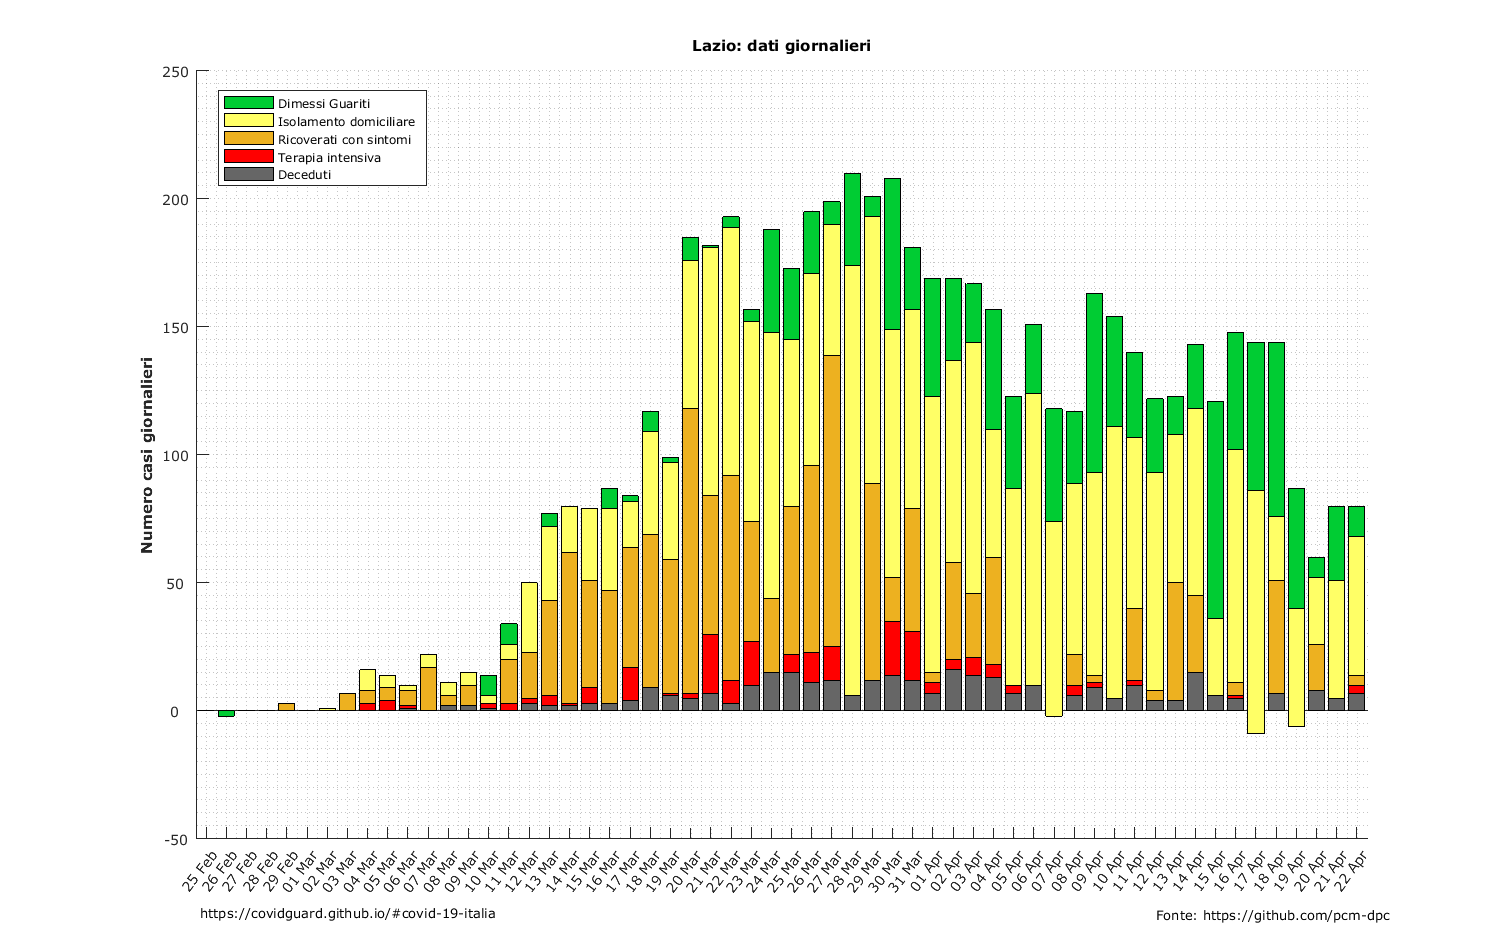 Lazio: dati giornalieri
250
200
150
100
50
0
-50
Numero casi giornalieri
Dimessi Guariti
Isolamento domiciliare
Ricoverati con sintomi
Terapia intensiva
Deceduti
25 Feb
26 Feb
27 Feb
28 Feb
29 Feb
01 Mar
02 Mar
03 Mar
04 Mar
05 Mar
06 Mar
07 Mar
08 Mar
09 Mar
10 Mar
11 Mar
12 Mar
13 Mar
14 Mar
15 Mar
16 Mar
17 Mar
18 Mar
19 Mar
20 Mar
21 Mar
22 Mar
23 Mar
24 Mar
25 Mar
26 Mar
27 Mar
28 Mar
29 Mar
30 Mar
31 Mar
01 Apr
02 Apr
03 Apr
04 Apr
05 Apr
06 Apr
07 Apr
08 Apr
09 Apr
10 Apr
11 Apr
12 Apr
13 Apr
14 Apr
15 Apr
16 Apr
17 Apr
18 Apr
19 Apr
20 Apr
21 Apr
22 Apr
https://covidguard.github.io/#covid-19-italia
Fonte: https://github.com/pcm-dpc